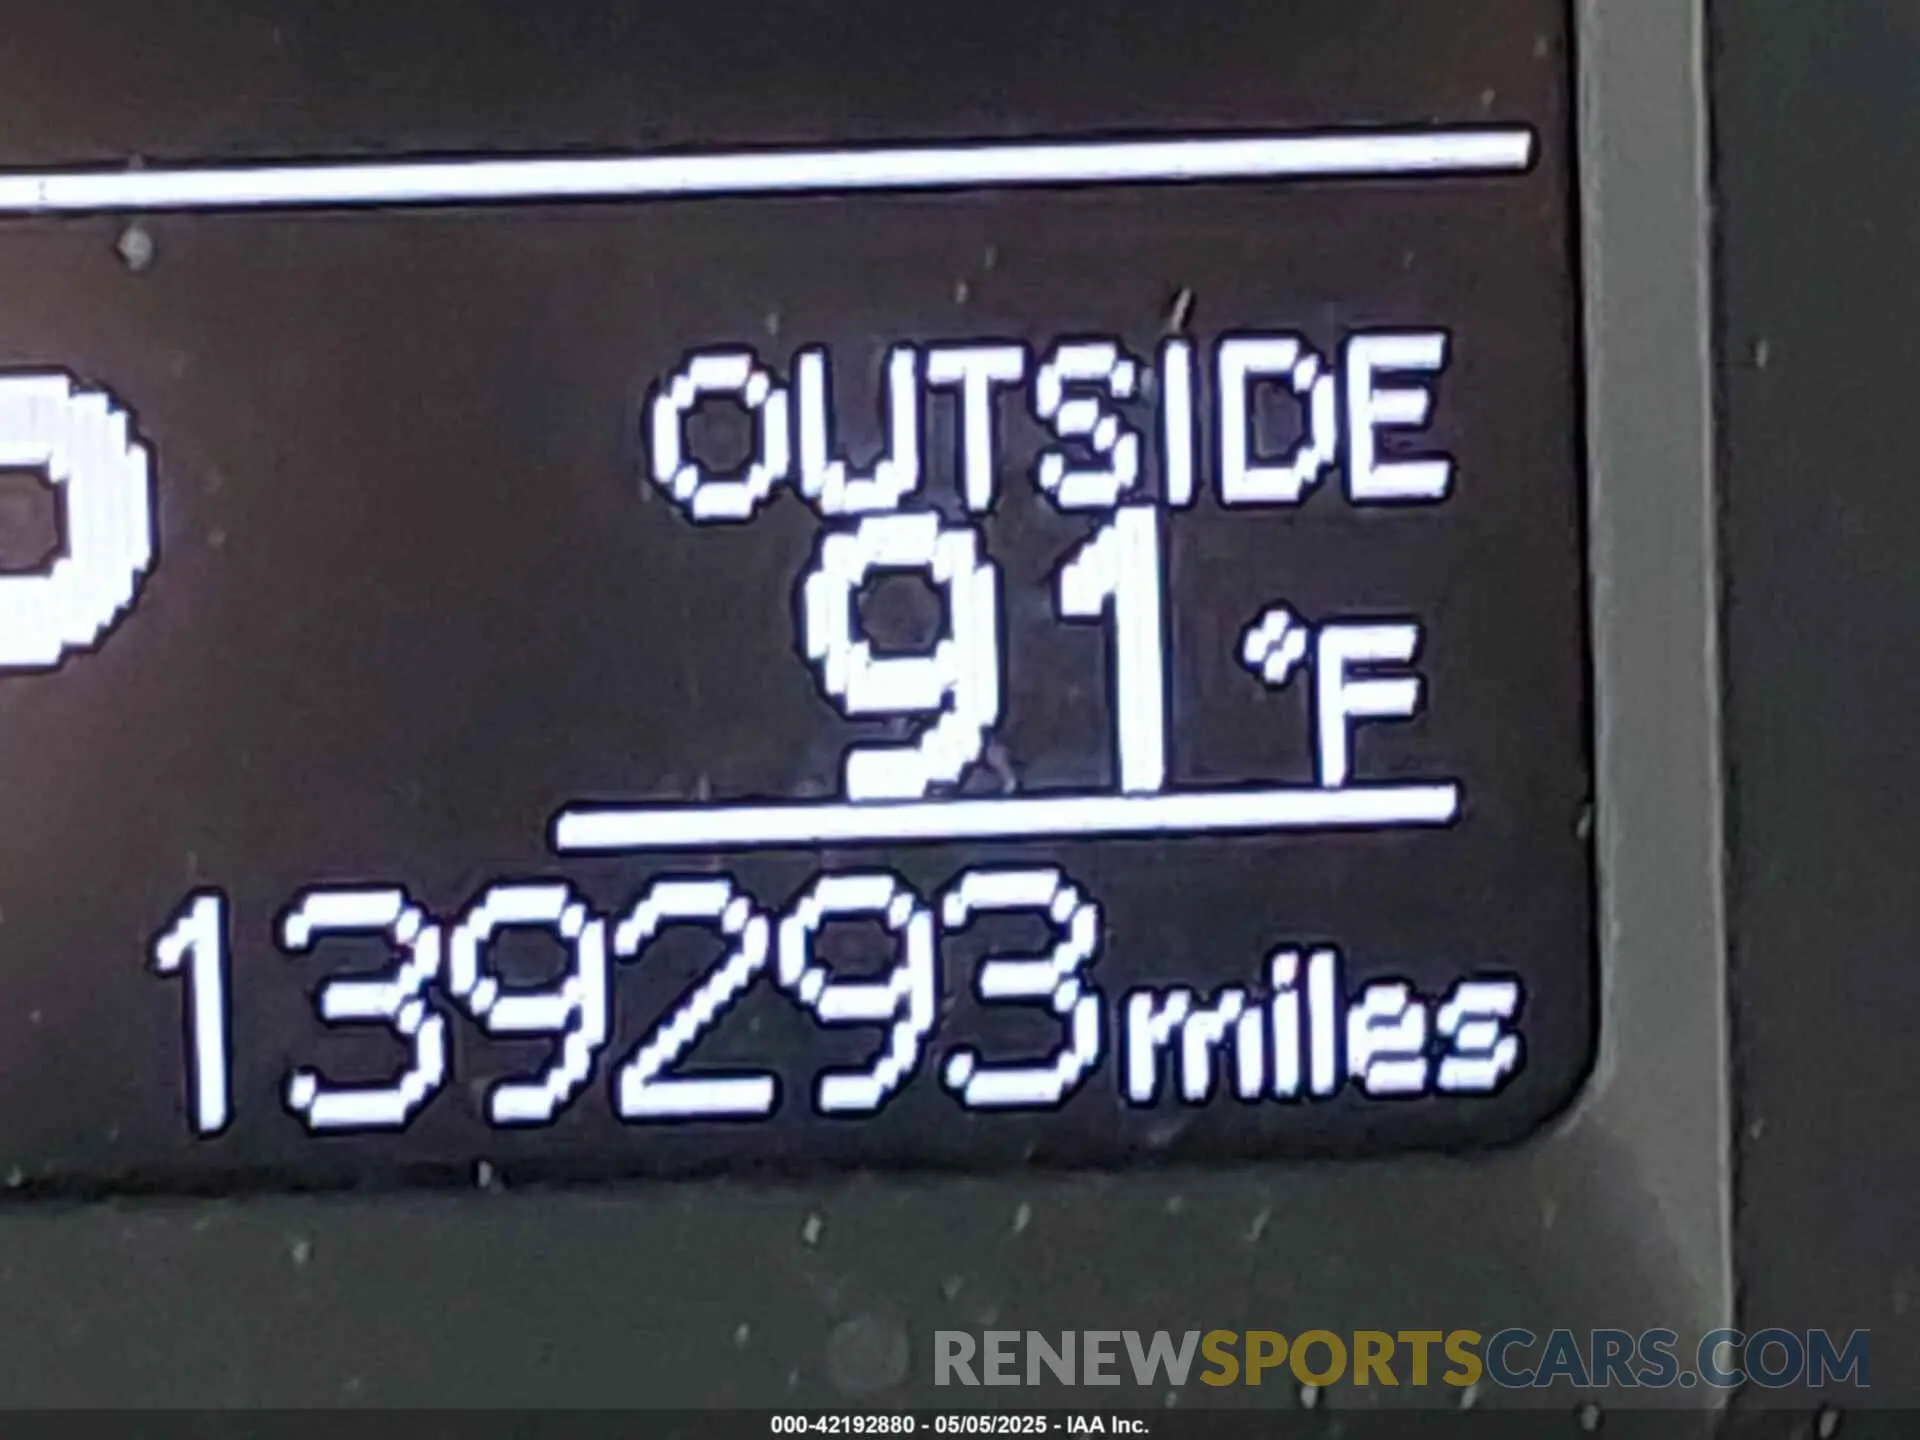 OUTSIDE
91 °F
139293 miles
RENEWSPORTSCARS.COM
000-42192880 - 05/05/2025 - IAA Inc.